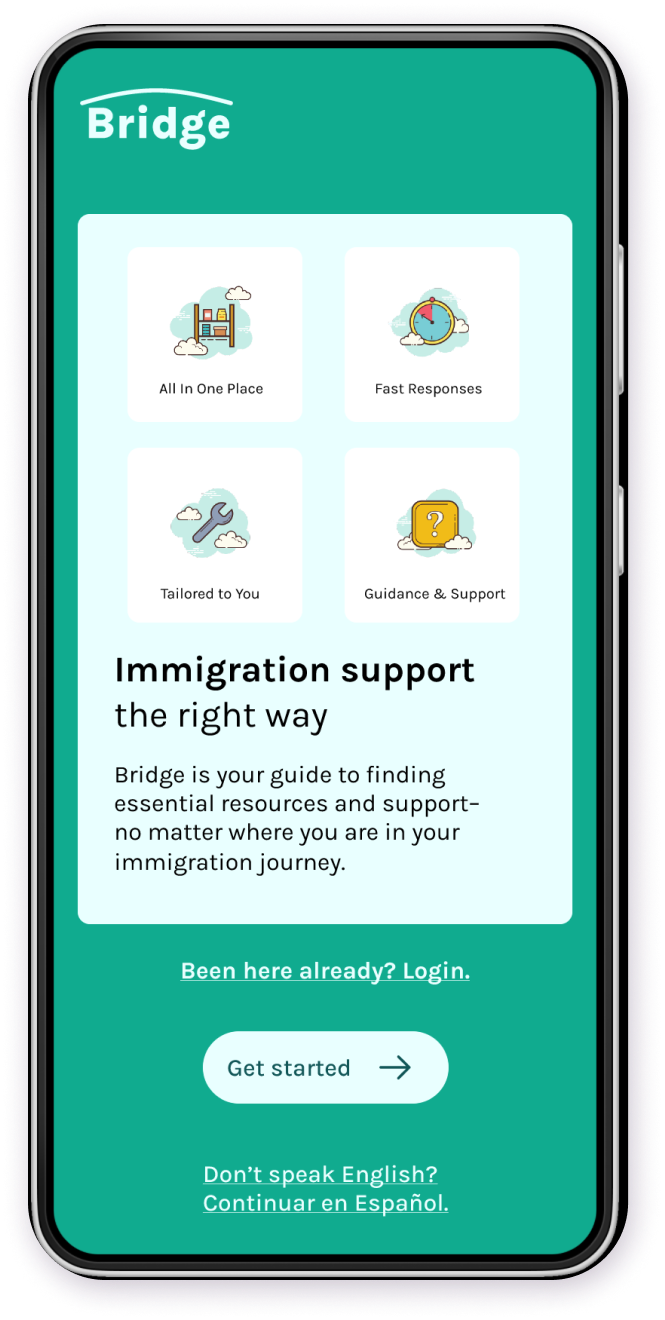 Bridge
All In One Place
Fast Responses
Tailored to You
?
Guidance & Support
Immigration support
the right way
Bridge is your guide to finding
essential resources and support–
no matter where you are in your
immigration journey.
Been here already? Login.
Get started
Don’t speak English?
Continuar en Español.